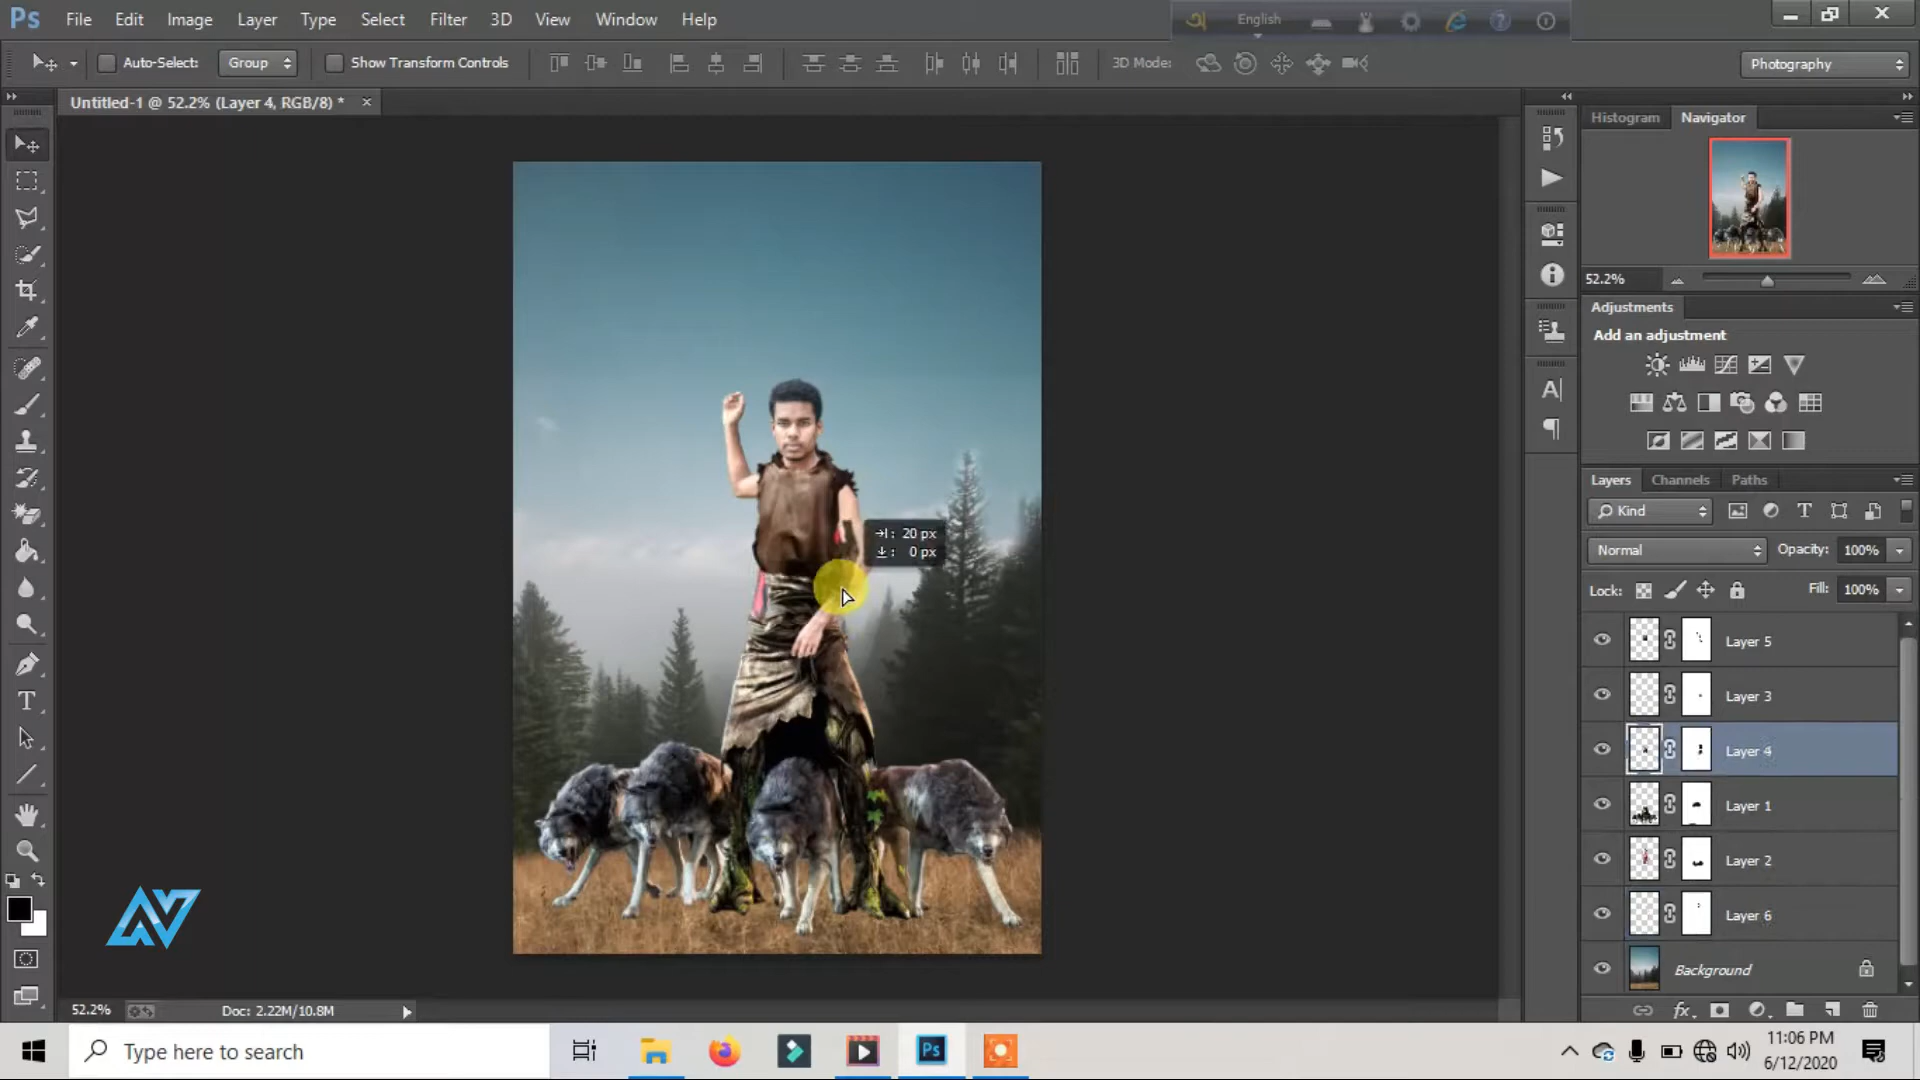 Ps File Edit Image Layer Type Select Filter 3D View Window Help
English
Auto-Select: Group Show Transform Controls 3D Mode: Photography
Untitled-1 @ 52.2% (Layer 4, RGB/8) * ×
Histogram Navigator
52.2%
Adjustments
Add an adjustment
Layers Channels Paths
Kind
Normal Opacity: 100%
Lock: Fill: 100%
Layer 5
Layer 3
Layer 4
Layer 1
Layer 2
Layer 6
Background
: 20 px
: 0 px
52.2% Doc: 2.22M/10.8M
Type here to search
Ps
11:06 PM
6/12/2020